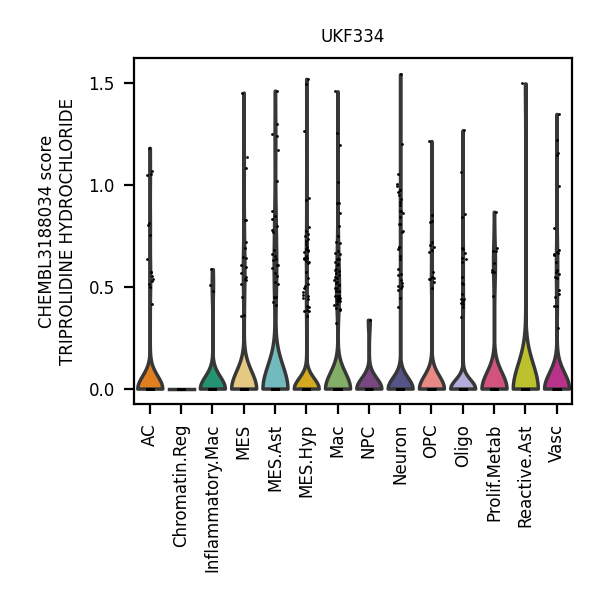 UKF334
CHEMBL3188034 score
TRIPROLIDINE HYDROCHLORIDE
1.5
1.0
0.5
0.0
AC
Chromatin.Reg
Inflammatory.Mac
MES
MES.Ast
MES.Hyp
Mac
NPC
Neuron
OPC
Oligo
Prolif.Metab
Reactive.Ast
Vasc